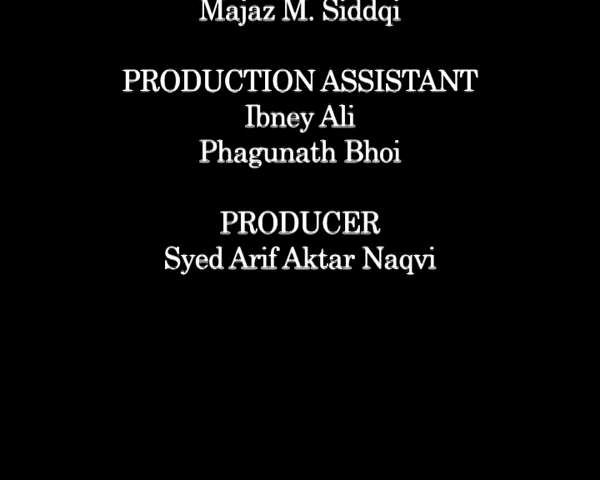 Majaz M. Siddqi
PRODUCTION ASSISTANT
Ibney Ali
Phagunath Bhoi
PRODUCER
Syed Arif Aktar Naqvi